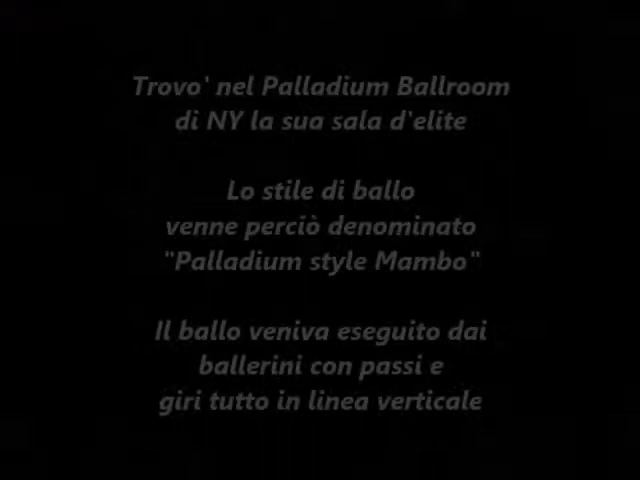 Trovo' nel Palladium Ballroom
di NY la sua sala d'elite
Lo stile di ballo
venne perciò denominato
"Palladium style Mambo"
Il ballo veniva eseguito dai
ballerini con passi e
giri tutto in linea verticale